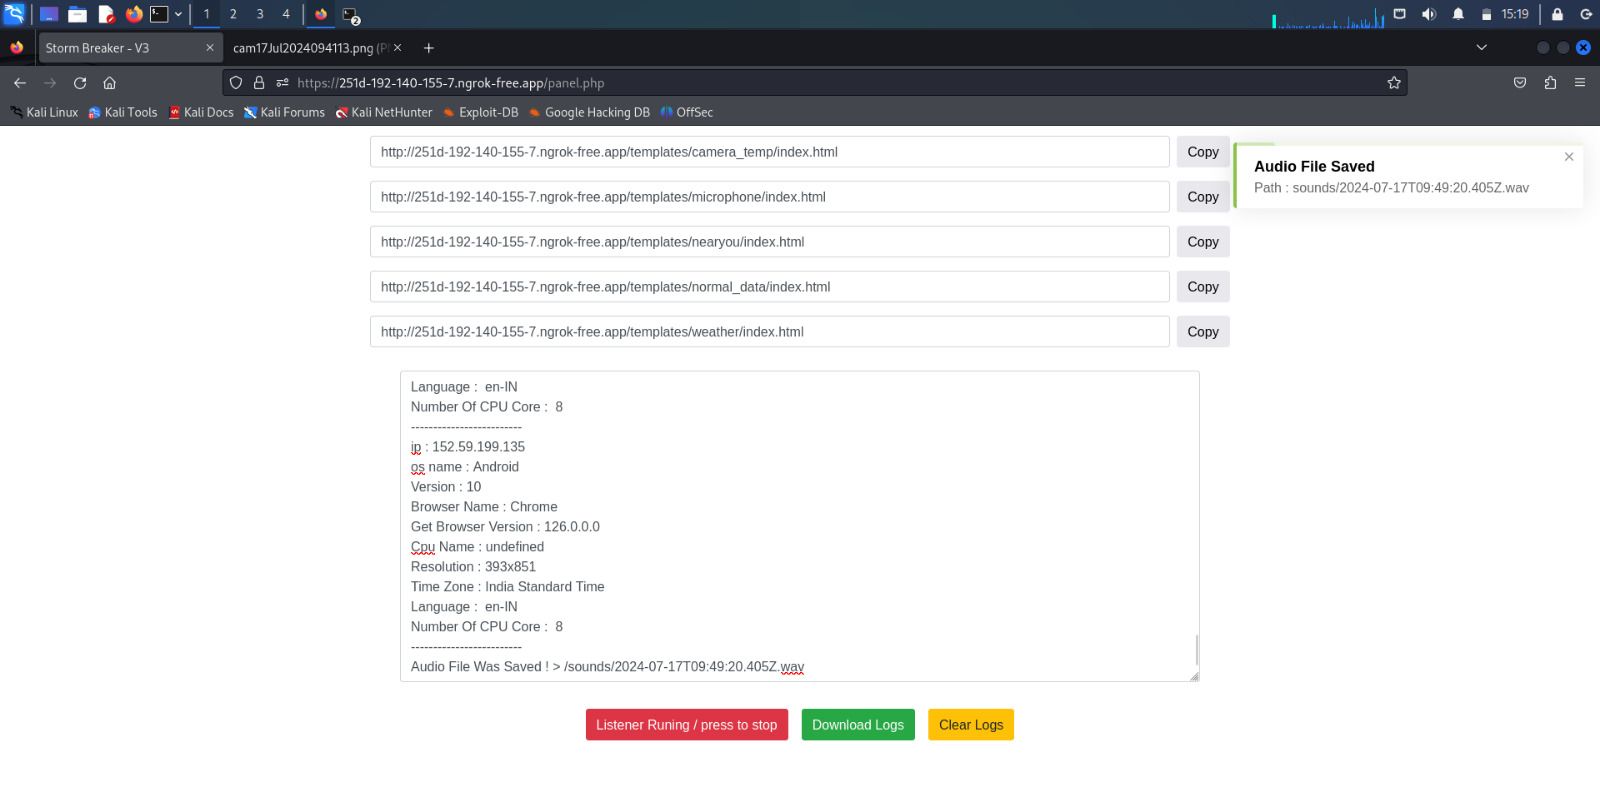 1 2 3 4
2
15:19
Storm Breaker - V3
cam17Jul2024094113.png (P
https://251d-192-140-155-7.ngrok-free.app/panel.php
Kali Linux Kali Tools Kali Docs Kali Forums Kali NetHunter Exploit-DB Google Hacking DB OffSec
http://251d-192-140-155-7.ngrok-free.app/templates/camera_temp/index.html Copy
Audio File Saved
Path : sounds/2024-07-17T09:49:20.405Z.wav
http://251d-192-140-155-7.ngrok-free.app/templates/microphone/index.html Copy
http://251d-192-140-155-7.ngrok-free.app/templates/nearyou/index.html Copy
http://251d-192-140-155-7.ngrok-free.app/templates/normal_data/index.html Copy
http://251d-192-140-155-7.ngrok-free.app/templates/weather/index.html Copy
Language : en-IN
Number Of CPU Core : 8
-------------------------
ip : 152.59.199.135
os name : Android
Version : 10
Browser Name : Chrome
Get Browser Version : 126.0.0.0
Cpu Name : undefined
Resolution : 393x851
Time Zone : India Standard Time
Language : en-IN
Number Of CPU Core : 8
-------------------------
Audio File Was Saved ! > /sounds/2024-07-17T09:49:20.405Z.wav
Listener Runing / press to stop Download Logs Clear Logs